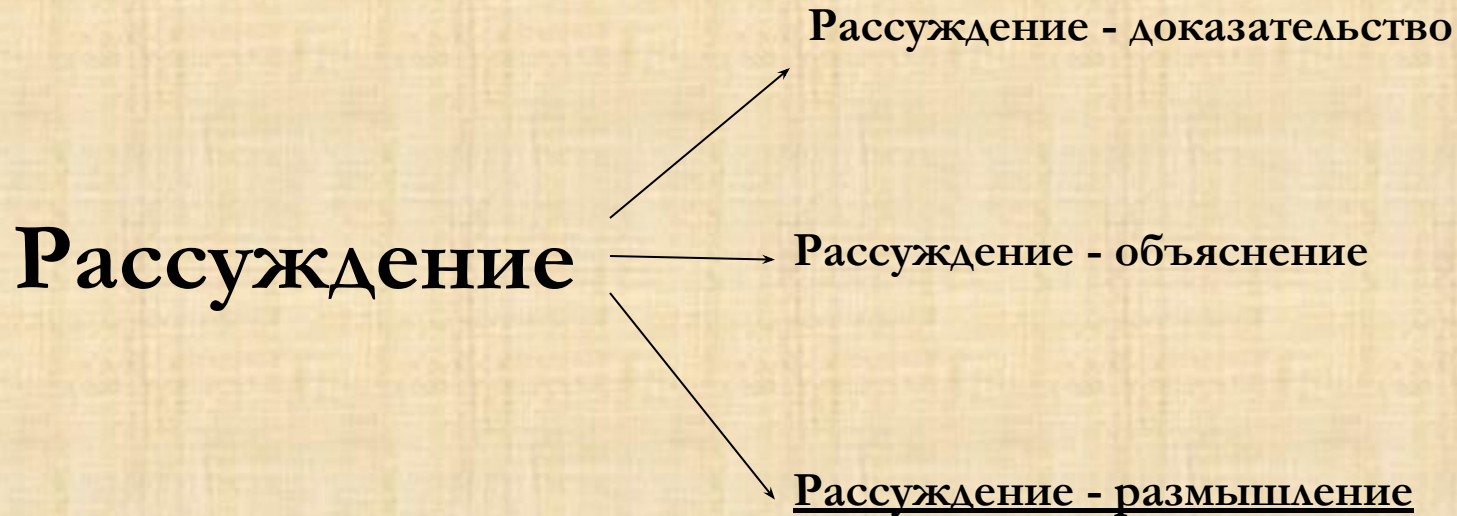 Рассуждение - доказательство
Рассуждение
Рассуждение - объяснение
Рассуждение - размышление